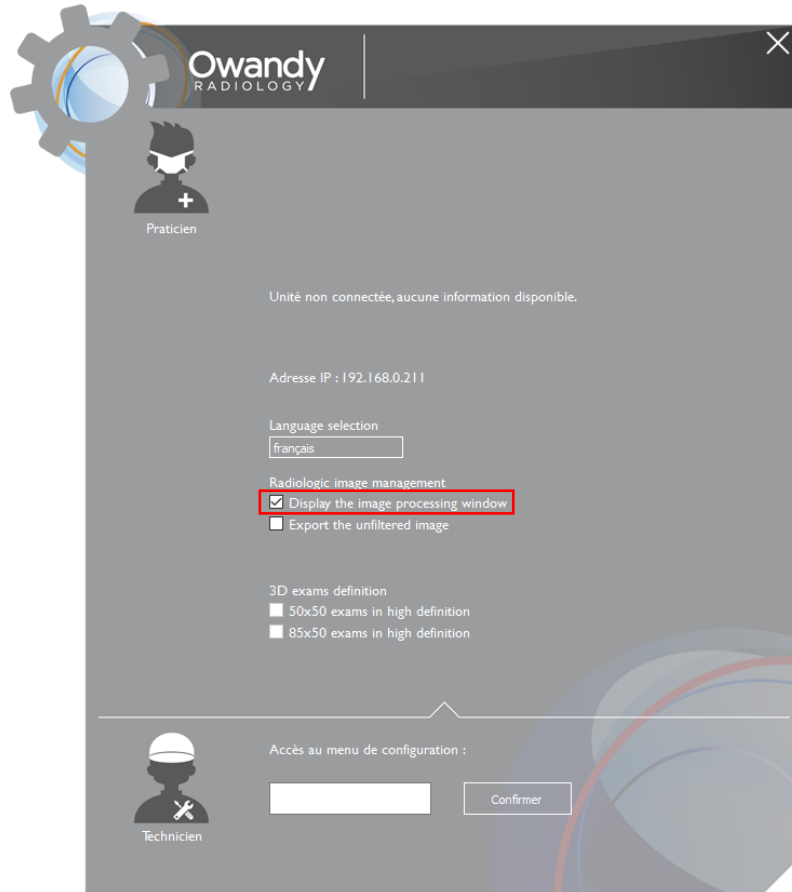 Owandy
RADIOLOGY
Praticien
Unité non connectée, aucune information disponible.
Adresse IP : 192.168.0.211
Language selection
français
Radiologic image management
Display the image processing window
Export the unfiltered image
3D exams definition
50x50 exams in high definition
85x50 exams in high definition
Accès au menu de configuration :
Confirmer
Technicien